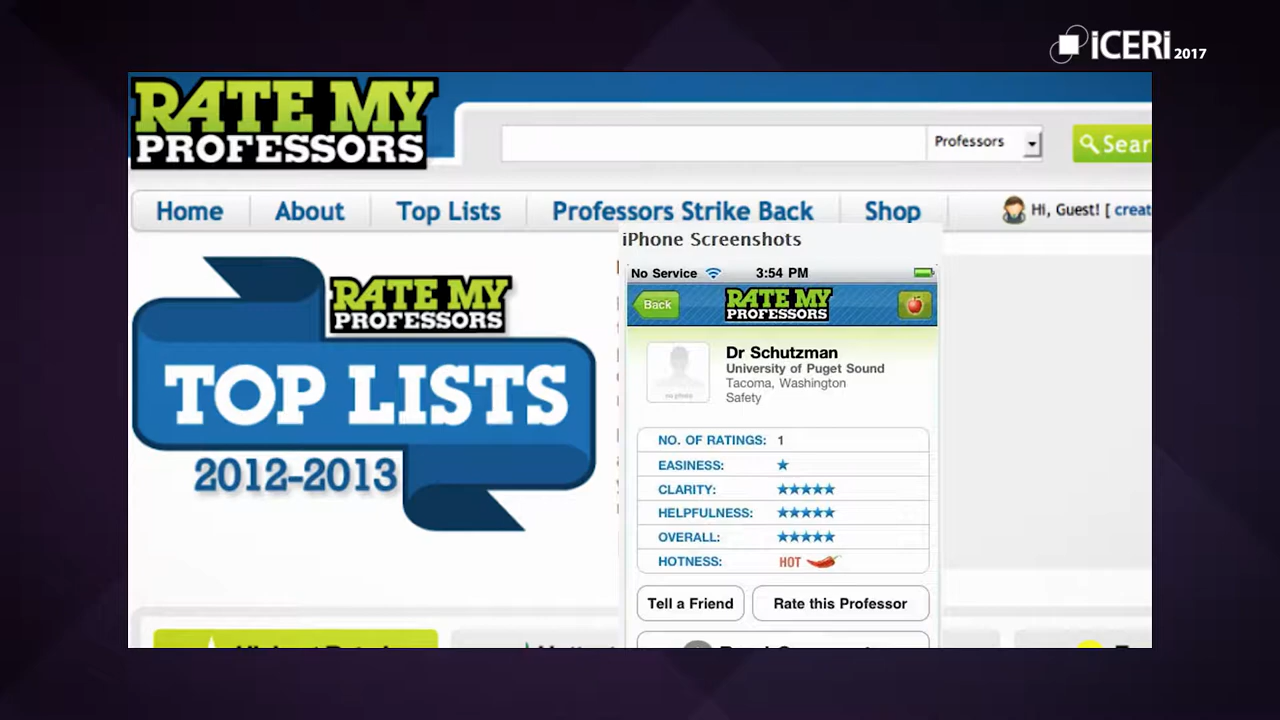 iCERi 2017
RATE MY
PROFESSORS
Professors
Sear
Home About Top Lists Professors Strike Back Shop Hi, Guest! [ creat
iPhone Screenshots
No Service 3:54 PM
Back RATE MY
PROFESSORS
RATE MY
PROFESSORS
TOP LISTS
2012-2013
Dr Schutzman
University of Puget Sound
Tacoma, Washington
Safety
no photo
NO. OF RATINGS: 1
EASINESS: ★
CLARITY: ★★★★★
HELPFULNESS: ★★★★★
OVERALL: ★★★★★
HOTNESS: HOT
Tell a Friend Rate this Professor